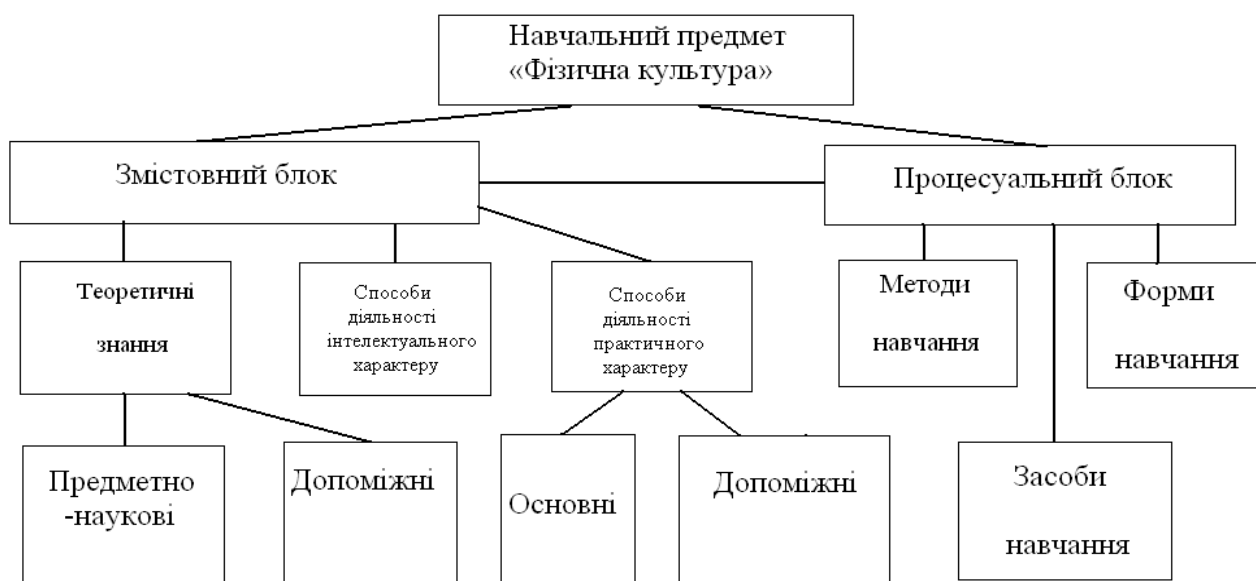 Навчальний предмет
«Фізична культура»
Змістовний блок
Процесуальний блок
Теоретичні
знання
Способи
діяльності
інтелектуального
характеру
Способи
діяльності
практичного
характеру
Методи
навчання
Форми
навчання
Предметно
-наукові
Допоміжні
Основні
Допоміжні
Засоби
навчання